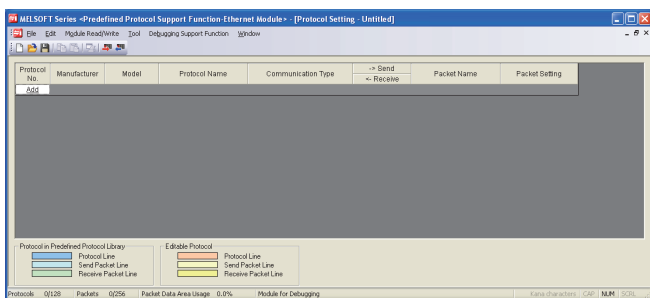 MELSOFT Series <Predefined Protocol Support Function-Ethernet Module> - [Protocol Setting - Untitled]
File Edit Module Read/Write Tool Debugging Support Function Window
Protocol No. Manufacturer Model Protocol Name Communication Type -> Send <- Receive Packet Name Packet Setting
Add
Protocol in Predefined Protocol Library Editable Protocol
Protocol Line Protocol Line
Send Packet Line Send Packet Line
Receive Packet Line Receive Packet Line
Protocols 0/128 Packets 0/256 Packet Data Area Usage 0.0% Module for Debugging Kana characters CAP NUM SCRL